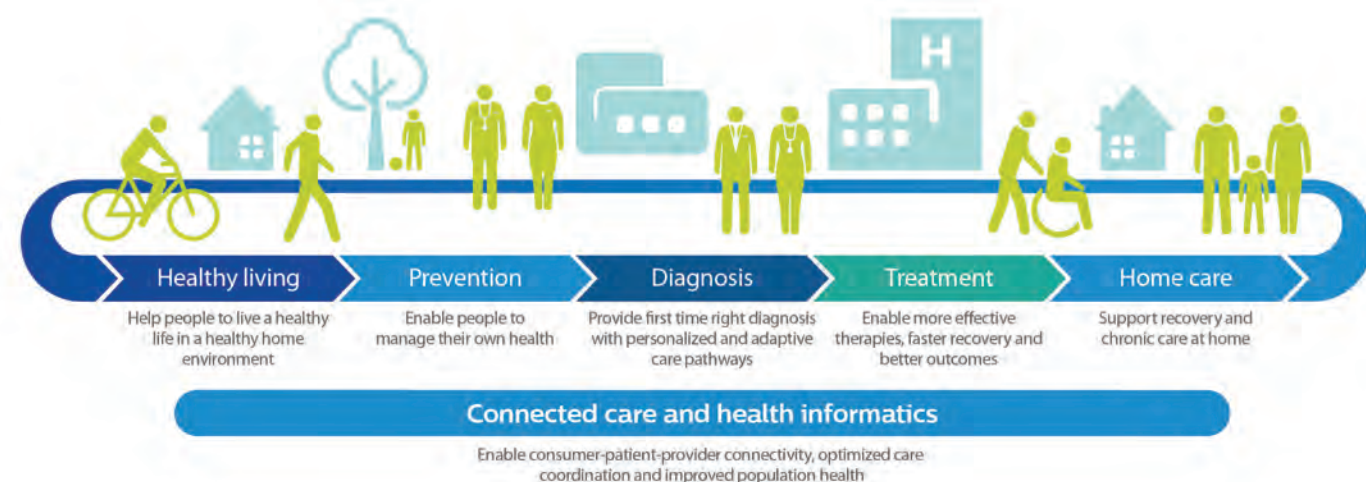 H
Healthy living
Prevention
Diagnosis
Treatment
Home care
Help people to live a healthy
life in a healthy home
environment
Enable people to
manage their own health
Provide first time right diagnosis
with personalized and adaptive
care pathways
Enable more effective
therapies, faster recovery and
better outcomes
Support recovery and
chronic care at home
Connected care and health informatics
Enable consumer-patient-provider connectivity, optimized care
coordination and improved population health